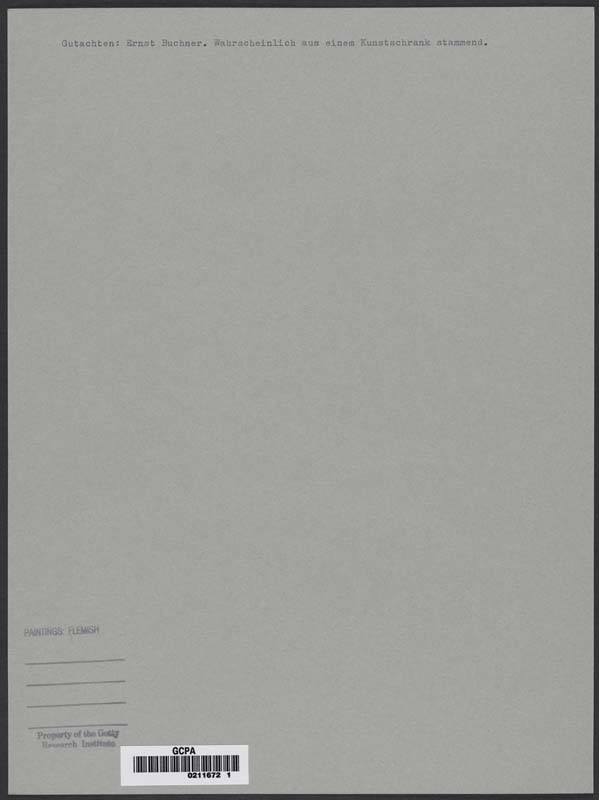 Gutachten: Ernst Buchner. Wahrscheinlich aus einem Kunstschrank stammend.
PAINTINGS: FLEMISH
Property of the Getty
Research Institute
GCPA
0211672 1